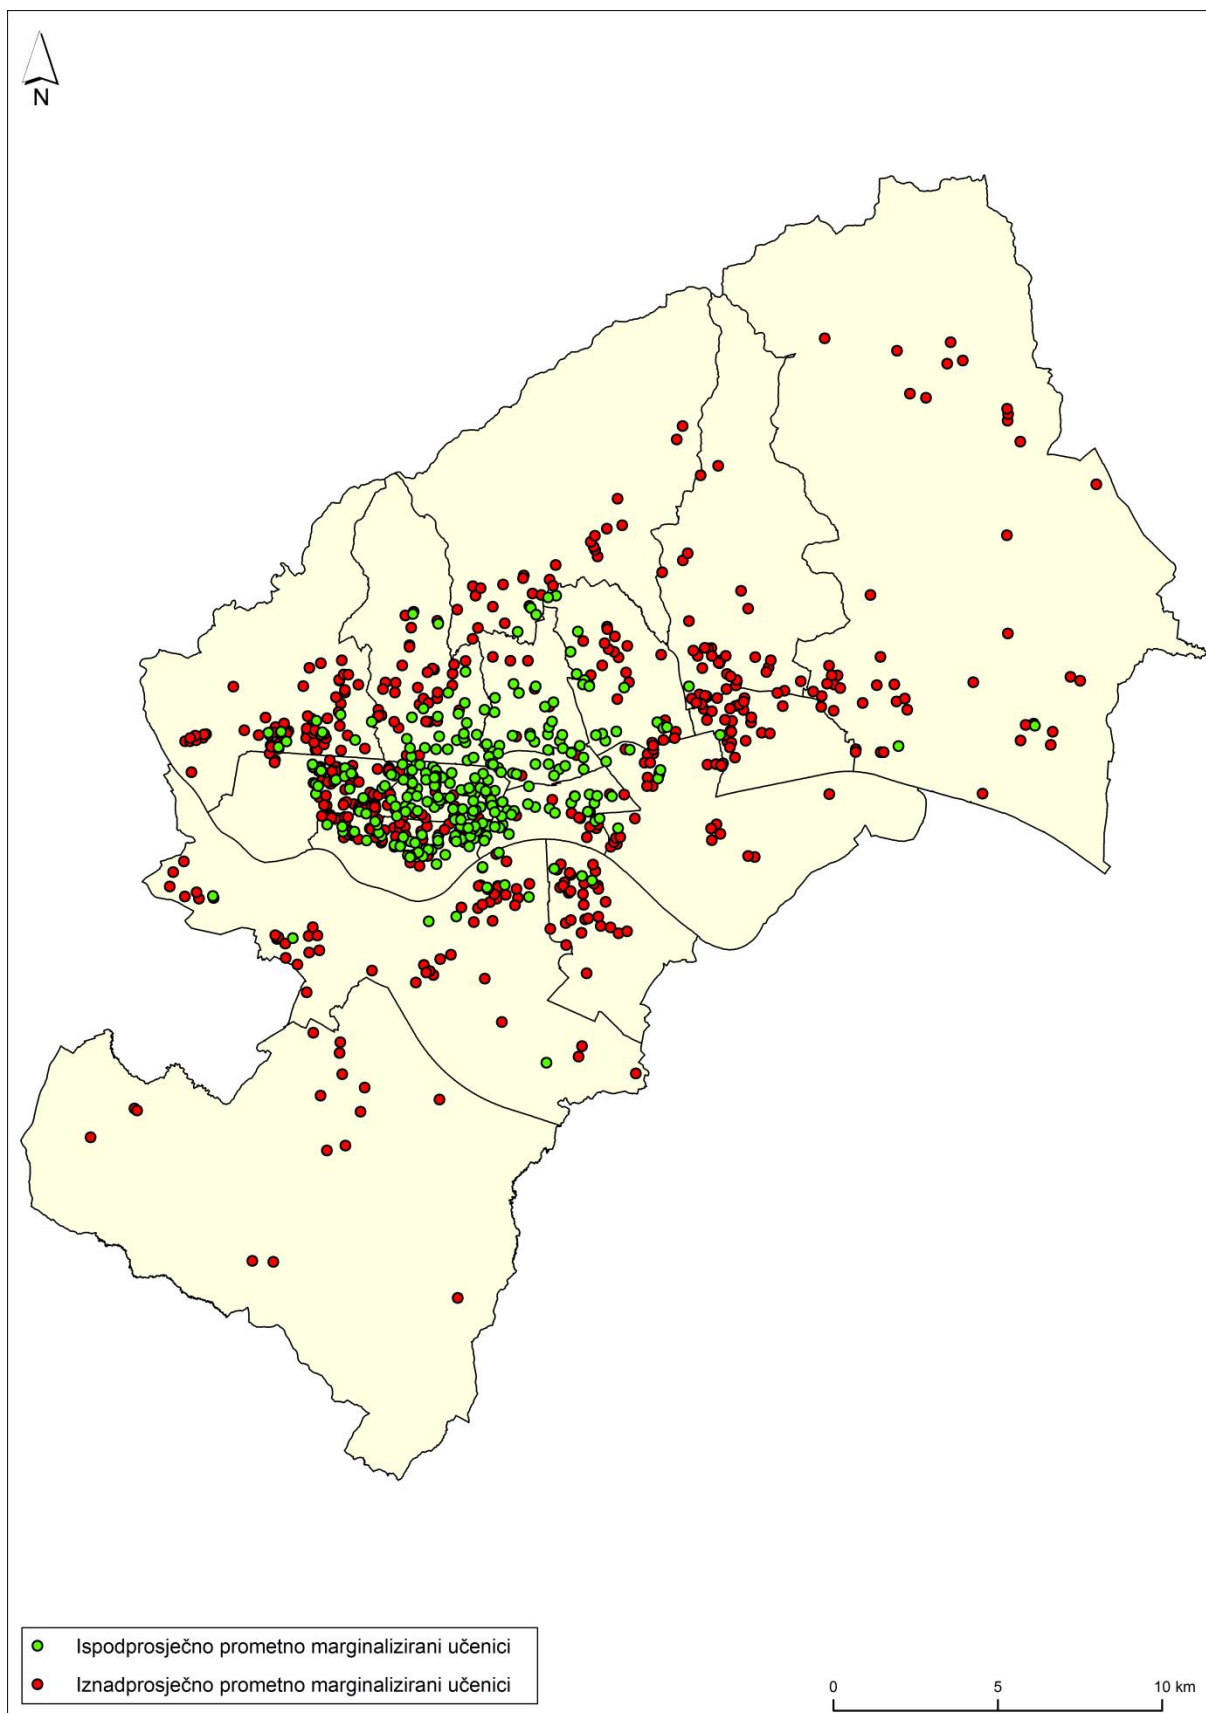 N
Ispodprosječno prometno marginalizirani učenici
Iznadprosječno prometno marginalizirani učenici
0 5 10 km